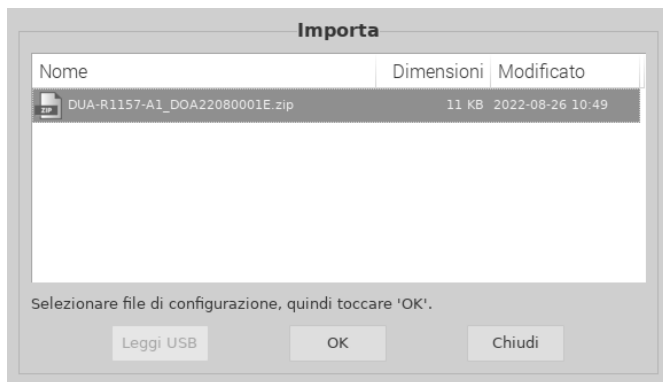 Importa
Nome Dimensioni Modificato
ZIP DUA-R1157-A1_DOA22080001E.zip 11 KB 2022-08-26 10:49
Selezionare file di configurazione, quindi toccare 'OK'.
Leggi USB OK Chiudi